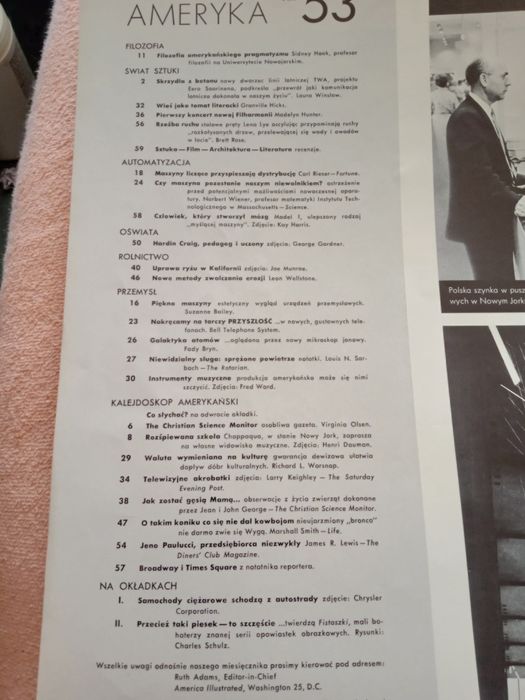 AMERYKA 53
FILOZOFIA
11 Filozofia amerykańskiego pragmatyzmu Sidney Hook, profesor
filozofii na Uniwersytecie Nowojorskim.
ŚWIAT SZTUKI
2 Skrzydła z betonu nowy dworzec linii lotniczej TWA, projektu
Eero Saarinena, podkreśla „przewrót jaki komunikacja
lotnicza dokonała w naszym życiu”. Laura Winslow.
32 Wieś jako temat literacki Granville Hicks.
36 Pierwszy koncert nowej Filharmonii Madelyn Hunter.
56 Rzeźba ruchu stalowe pręty Lena Lye oscylując przypominają ruchy
„rozkołysanych drzew, przelewającej się wody i owadów
w locie”. Brett Rose.
59 Sztuka — Film — Architektura — Literatura recenzje.
AUTOMATYZACJA
18 Maszyny liczące przyspieszają dystrybucję Carl Rieser — Fortune.
24 Czy maszyna pozostanie naszym niewolnikiem? ostrzeżenie
przed potencjalnymi możliwościami nowoczesnej apara-
tury. Norbert Wiener, profesor matematyki Instytutu Tech-
nologicznego w Massachusetts — Science.
58 Człowiek, który stworzył mózg Model I, ulepszony rodzaj
„myślącej maszyny”. Zdjęcie: Kay Harris.
OŚWIATA
50 Hardin Craig, pedagog i uczony zdjęcia: George Gardner.
ROLNICTWO
40 Uprawa ryżu w Kalifornii zdjęcia: Joe Munroe.
46 Nowe metody zwalczania erozji Leon Wellstone.
PRZEMYSŁ
16 Piękno maszyny estetyczny wygląd urządzeń przemysłowych.
Suzanne Bailey.
23 Nakręcamy na tarczy PRZYSZŁOŚĆ ...w nowych, gustownych tele-
fonach. Bell Telephone System.
26 Galaktyka atomów ...oglądana przez nowy mikroskop jonowy.
Fady Bryn.
27 Niewidzialny sługa: sprężone powietrze notatki. Louis N. Sar-
bach — The Rotarian.
30 Instrumenty muzyczne produkcja amerykańska może się nimi
szczycić. Zdjęcia: Fred Ward.
KALEJDOSKOP AMERYKAŃSKI
Co słychać? na odwrocie okładki.
6 The Christian Science Monitor osobliwa gazeta. Virginia Olsen.
8 Rozśpiewana szkoła Chappaqua, w stanie Nowy Jork, zaprasza
na własne widowisko muzyczne. Zdjęcia: Henri Dauman.
29 Waluta wymieniana na kulturę gwarancja dewizowa ułatwia
dopływ dóbr kulturalnych. Richard L. Worsnop.
34 Telewizyjne akrobatki zdjęcia: Larry Keighley — The Saturday
Evening Post.
38 Jak zostać gęsią Mamą... obserwacje z życia zwierząt dokonane
przez Jean i John George — The Christian Science Monitor.
47 O takim koniku co się nie dał kowbojom nieujarzmiony „bronco”
nie darmo zwie się Wyga. Marshall Smith — Life.
54 Jeno Paulucci, przedsiębiorca niezwykły James R. Lewis — The
Diners' Club Magazine.
57 Broadway i Times Square z notatnika reportera.
NA OKŁADKACH
I. Samochody ciężarowe schodzą z autostrady zdjęcie: Chrysler
Corporation.
II. Przecież taki piesek — to szczęście ...twierdzą Fistaszki, mali bo-
haterzy znanej serii opowiastek obrazkowych. Rysunki:
Charles Schulz.
Wszelkie uwagi odnośnie naszego miesięcznika prosimy kierować pod adresem:
Ruth Adams, Editor-in-Chief
America Illustrated, Washington 25, D.C.
Polska szynka w pusz
wych w Nowym Jork